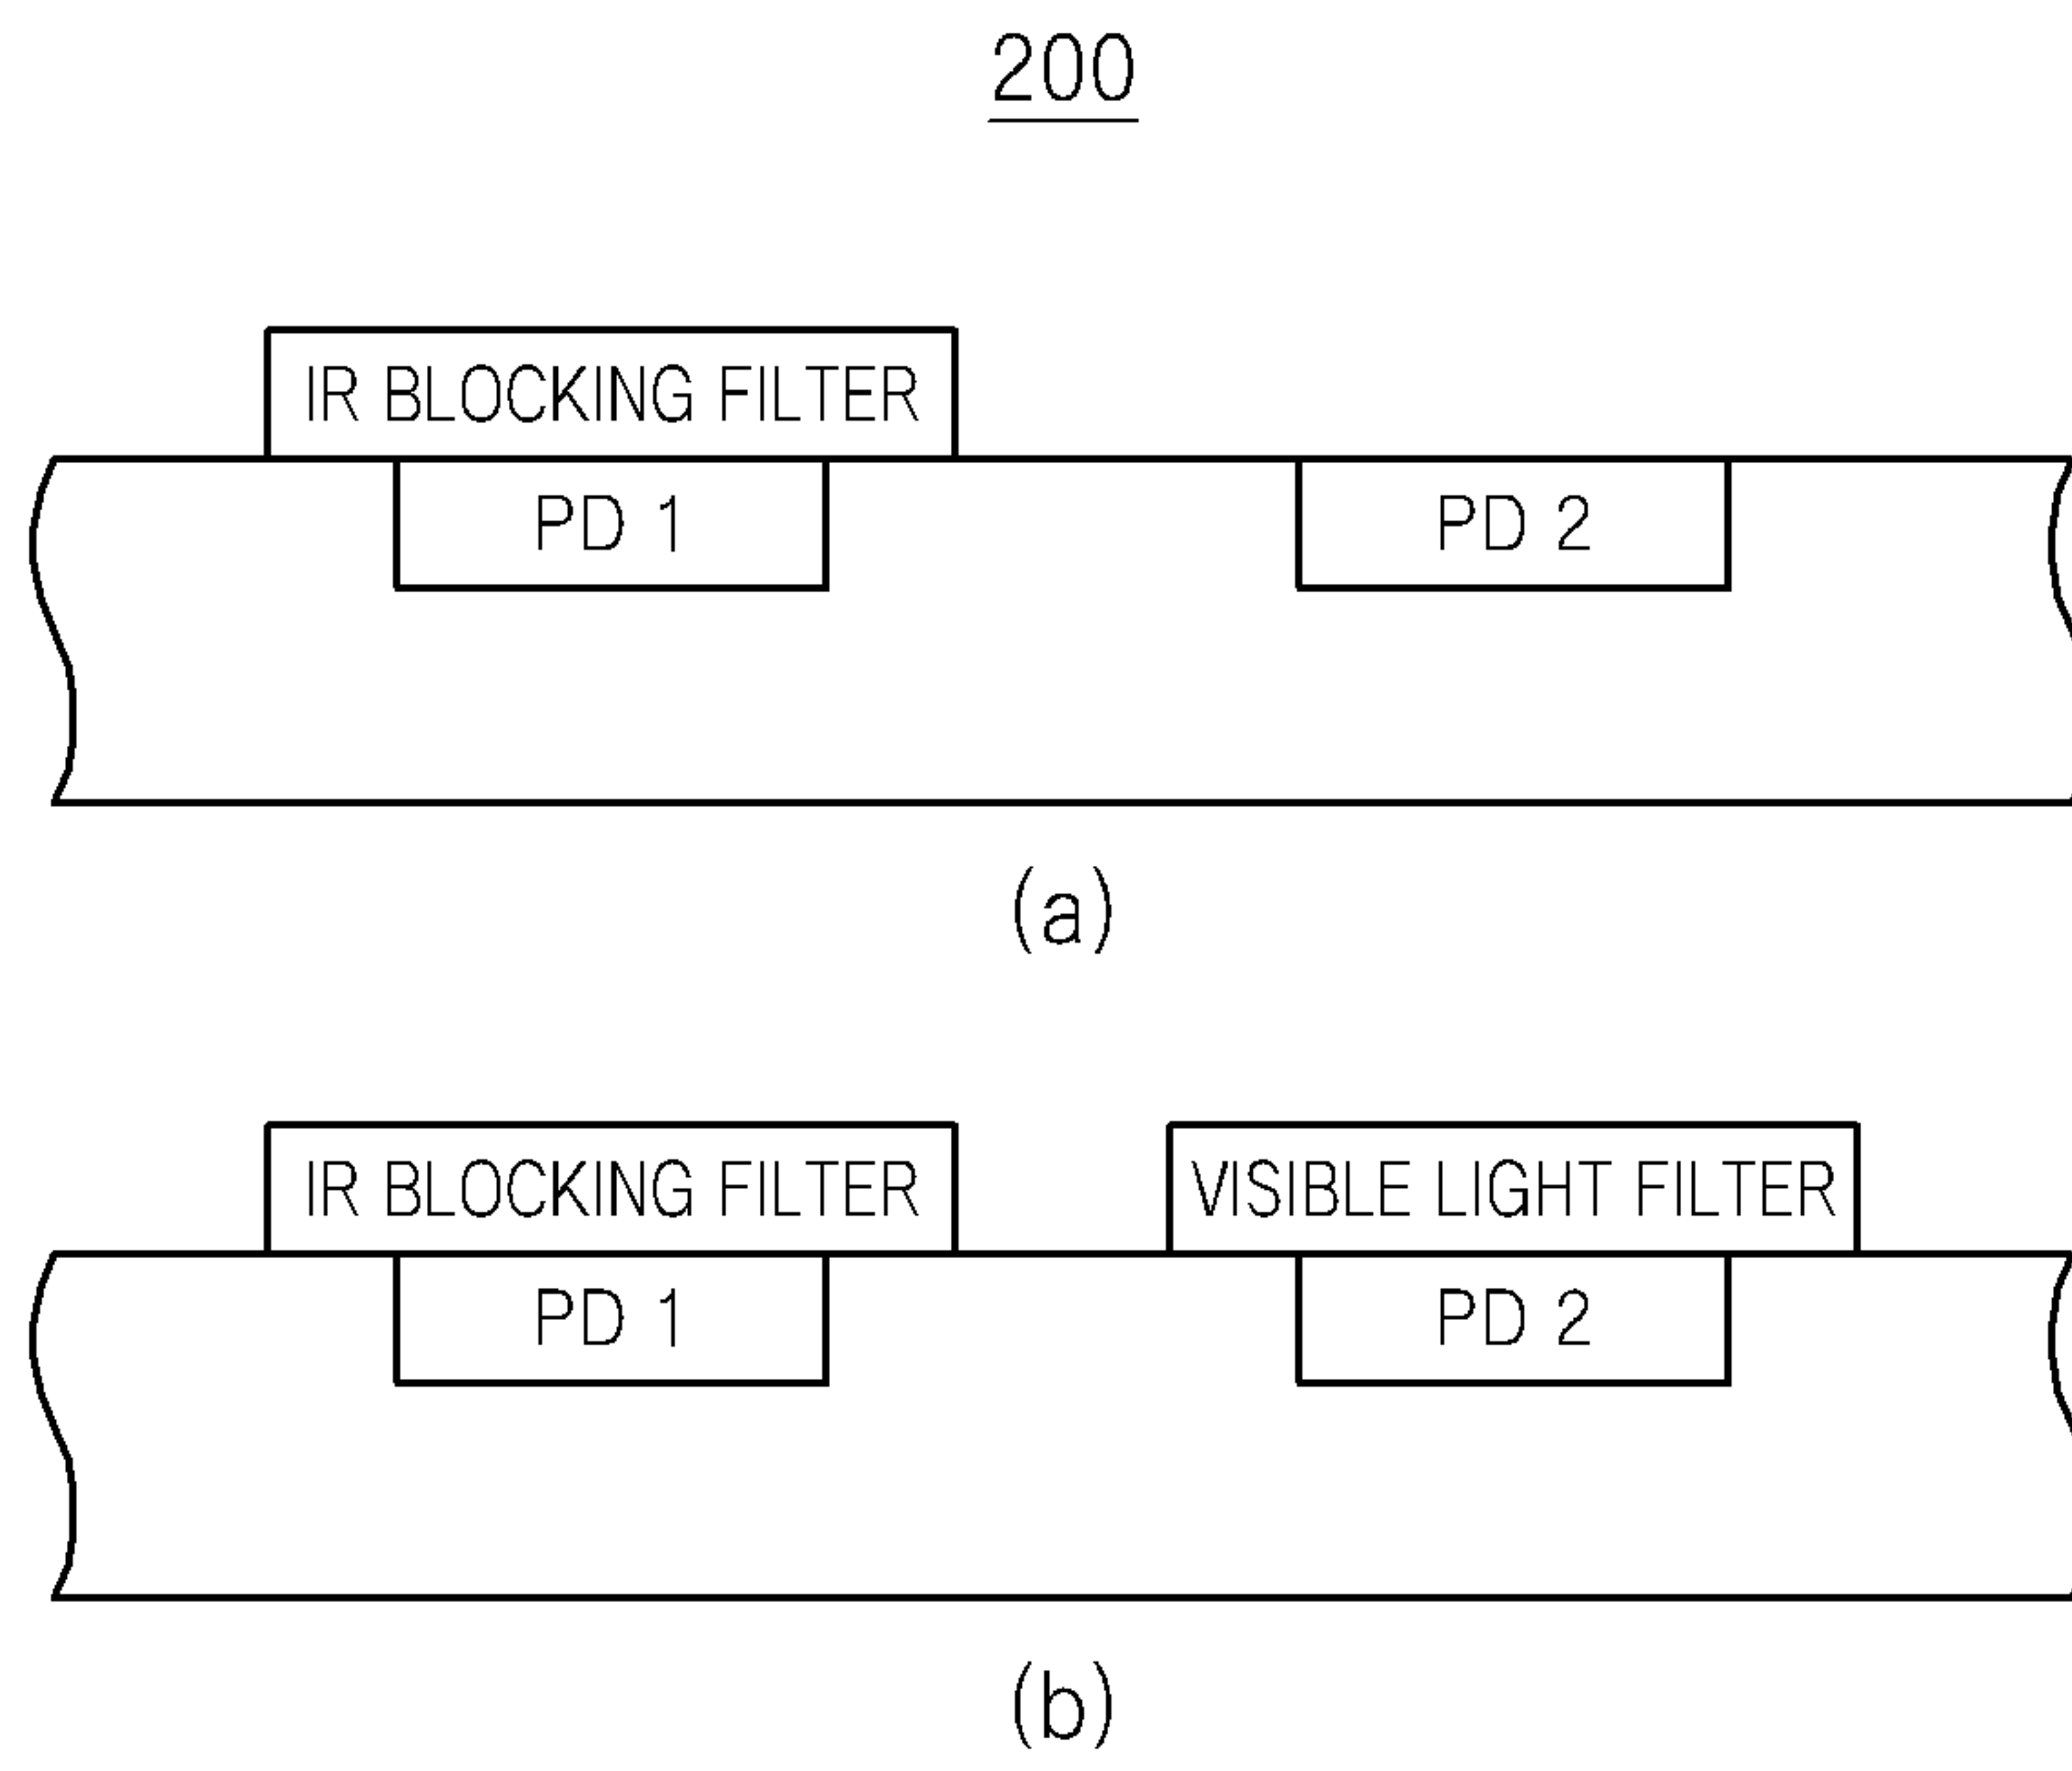 200
IR BLOCKING FILTER
PD 1
PD 2
(a)
IR BLOCKING FILTER
VISIBLE LIGHT FILTER
PD 1
PD 2
(b)